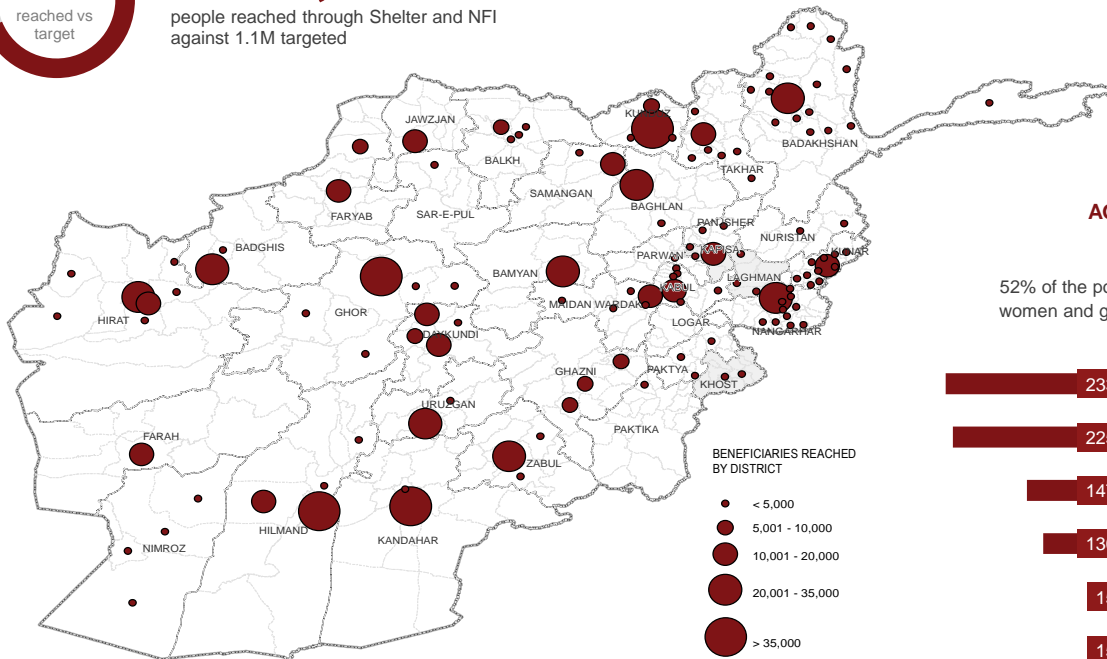 reached vs
target
people reached through Shelter and NFI
against 1.1M targeted
JAWZJAN
BALKH
KUNDUZ
BADAKHSHAN
TAKHAR
SAMANGAN
BAGHLAN
FARYAB
SAR-E-PUL
BADGHIS
PANJSHER
NURISTAN
KAPISA
KUNAR
PARWAN
BAMYAN
LAGHMAN
KABUL
MAIDAN WARDAK
HIRAT
GHOR
LOGAR
NANGARHAR
DAYKUNDI
GHAZNI
PAKTYA
KHOST
URUZGAN
PAKTIKA
FARAH
ZABUL
HILMAND
KANDAHAR
NIMROZ
BENEFICIARIES REACHED
BY DISTRICT
< 5,000
5,001 - 10,000
10,001 - 20,000
20,001 - 35,000
> 35,000
52% of the
women and